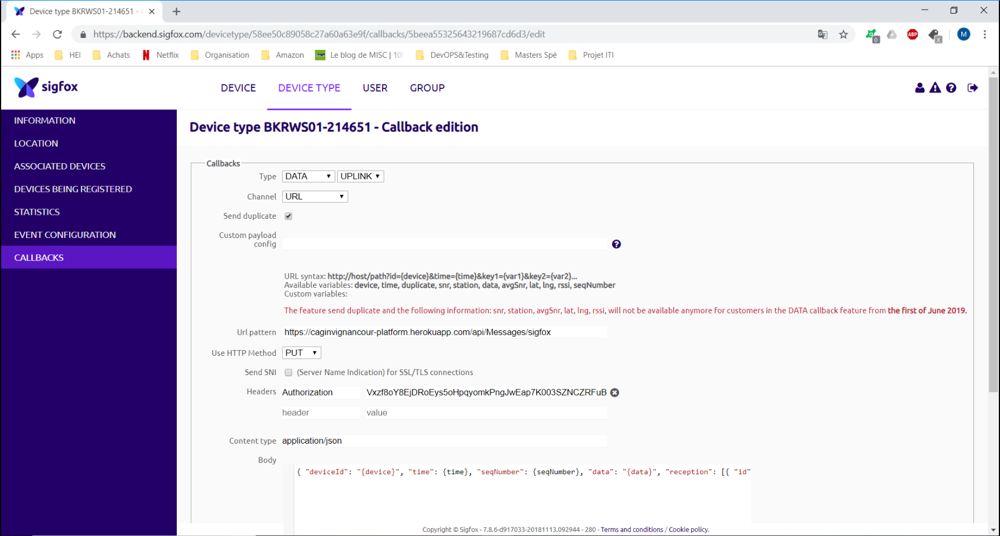 Device type BKRWS01-214651 -
https://backend.sigfox.com/devicetype/58ee50c89058c27a60a63e9f/callbacks/5beea55325643219687cd6d3/edit
0 ABP x M
Apps HEI Achats Netflix Organisation Amazon Le blog de MISC | 10 DevOPS&Testing Masters Spé Projet ITI
sigfox
DEVICE DEVICE TYPE USER GROUP
INFORMATION
LOCATION
ASSOCIATED DEVICES
DEVICES BEING REGISTERED
STATISTICS
EVENT CONFIGURATION
CALLBACKS
Device type BKRWS01-214651 - Callback edition
Callbacks
Type DATA UPLINK
Channel URL
Send duplicate
Custom payload
config
URL syntax: http://host/path?id={device}&time={time}&key1={var1}&key2={var2}...
Available variables: device, time, duplicate, snr, station, data, avgSnr, lat, lng, rssi, seqNumber
Custom variables:
The feature send duplicate and the following information: snr, station, avgSnr, lat, lng, rssi, will not be available anymore for customers in the DATA callback feature from the first of June 2019.
Url pattern https://caginvignancour-platform.herokuapp.com/api/Messages/sigfox
Use HTTP Method PUT
Send SNI (Server Name Indication) for SSL/TLS connections
Headers Authorization Vxzf8oY8EjDRoEys5oHpqyomkPngJwEap7K003SZNCZRFuB
header value
Content type application/json
Body
{ "deviceId": "{device}", "time": {time}, "seqNumber": {seqNumber}, "data": "{data}", "reception": [{ "id"
Copyright © Sigfox - 7.8.6-d917033-20181113.092944 - 280 - Terms and conditions / Cookie policy.